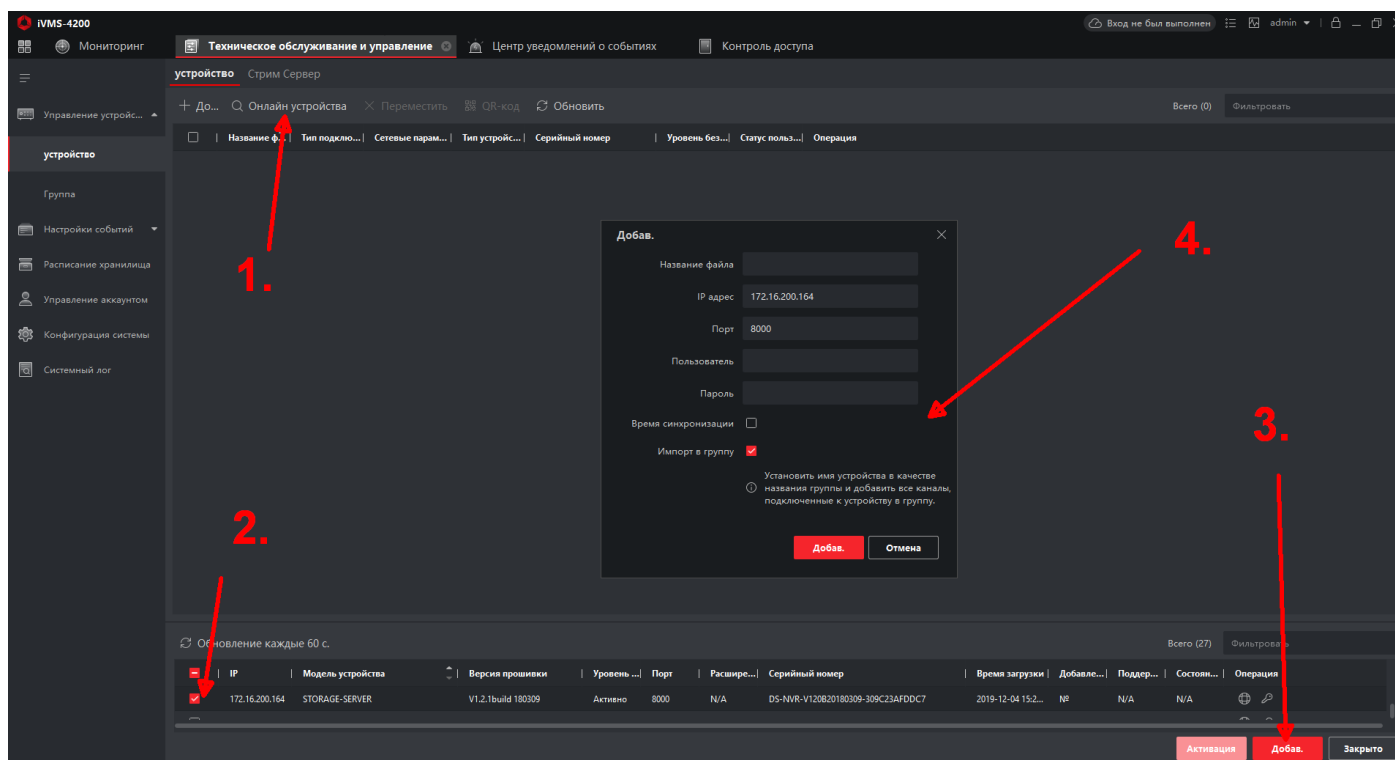 iVMS-4200
Вход не был выполнен
admin
Мониторинг
Техническое обслуживание и управление
Центр уведомлений о событиях
Контроль доступа
устройство Стрим Сервер
До... Онлайн устройства Переместить QR-код Обновить
Всего (0) Фильтровать
Название ф... Тип подклю... Сетевые парам... Тип устройс... Серийный номер Уровень без... Статус польз... Операция
Управление устройс...
устройство
Группа
Настройки событий
Расписание хранилища
Управление аккаунтом
Конфигурация системы
Системный лог
1.
2.
3.
4.
Добав.
Название файла
IP адрес 172.16.200.164
Порт 8000
Пользователь
Пароль
Время синхронизации
Импорт в группу
Установить имя устройства в качестве
названия группы и добавить все каналы,
подключенные к устройству в группу.
Добав. Отмена
Обновление каждые 60 с.
Всего (27) Фильтровать
IP Модель устройства Версия прошивки Уровень ... Порт Расшире... Серийный номер Время загрузки Добавле... Поддер... Состоян... Операция
172.16.200.164 STORAGE-SERVER V1.2.1build 180309 Активно 8000 N/A DS-NVR-V120B20180309-309C23AFDDC7 2019-12-04 15:2... № N/A N/A
Активация Добав. Закрыто